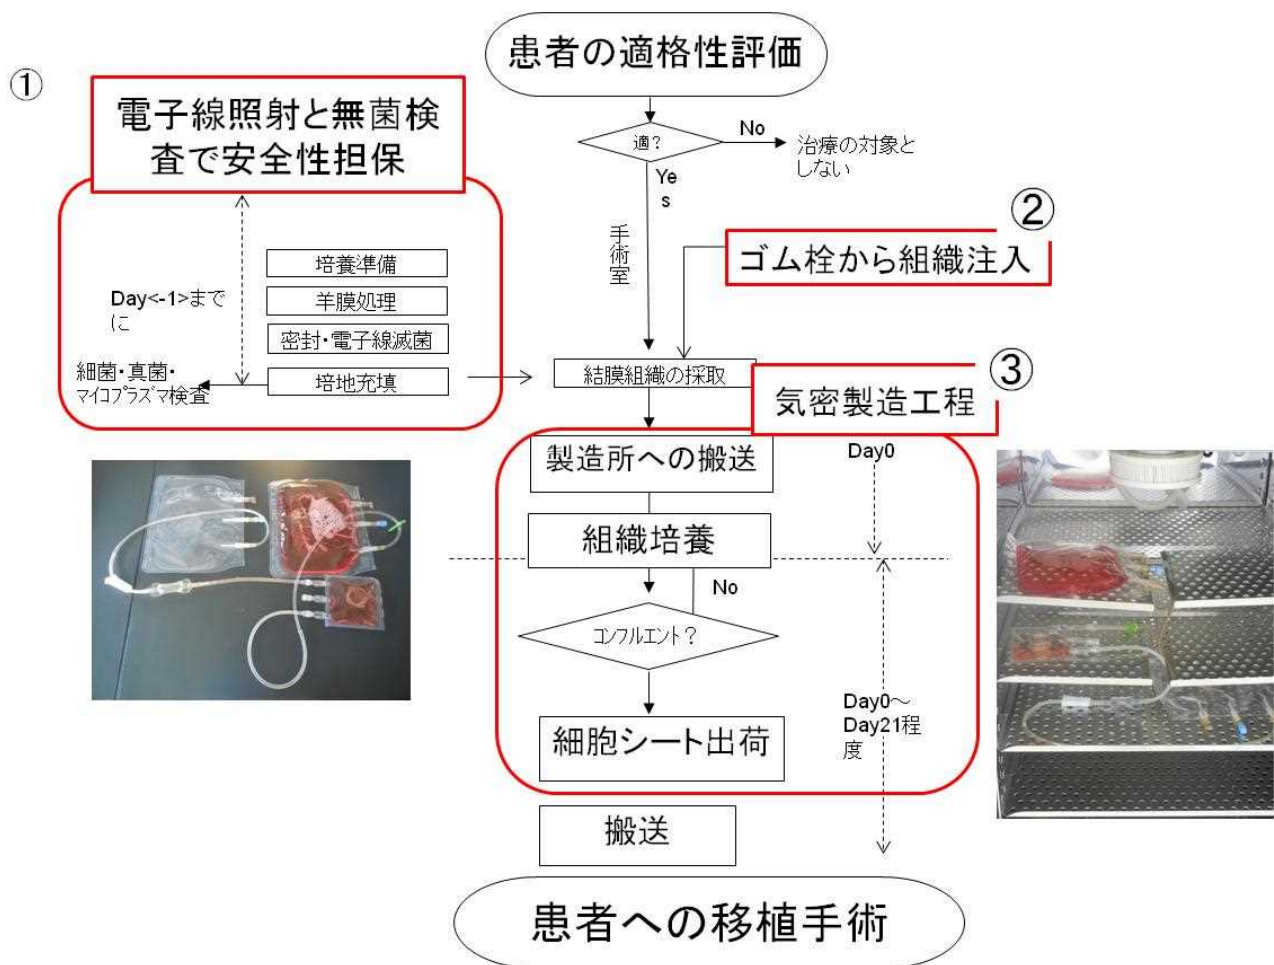 患者の適格性評価
①
電子線照射と無菌検
査で安全性担保
適?
No
治療の対象と
しない
Ye
s
手術室
②
ゴム栓から組織注入
培養準備
羊膜処理
密封・電子線滅菌
培地充填
Day<-1>まで
に
細菌・真菌・
マイコプラズマ検査
結膜組織の採取
③
気密製造工程
製造所への搬送
Day0
組織培養
No
コンフルエント?
Day0～
Day21程
度
細胞シート出荷
搬送
患者への移植手術